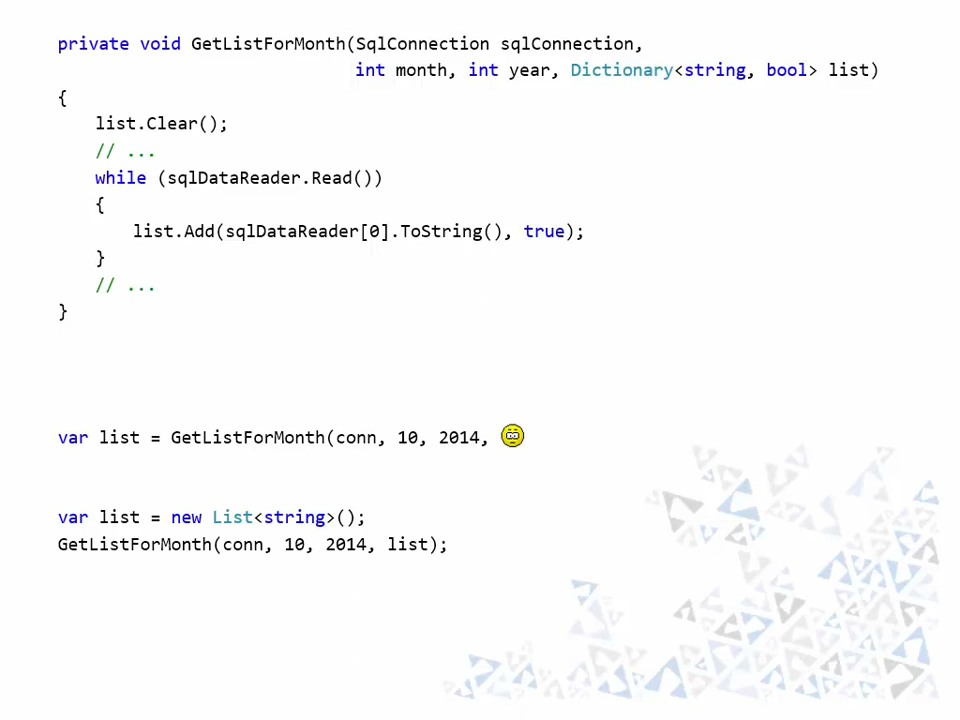 private void GetListForMonth(SqlConnection sqlConnection,
int month, int year, Dictionary<string, bool> list)
{
list.Clear();
// ...
while (sqlDataReader.Read())
{
list.Add(sqlDataReader[0].ToString(), true);
}
// ...
}
var list = GetListForMonth(conn, 10, 2014,
var list = new List<string>();
GetListForMonth(conn, 10, 2014, list);